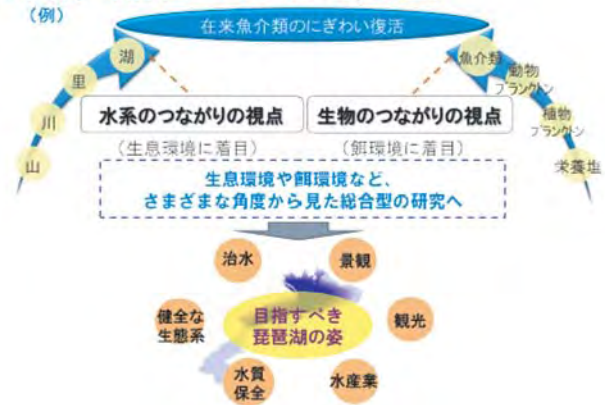 （例）
在来魚介類のにぎわい復活
湖
里
川
山
魚介類
動物
プランクトン
植物
プランクトン
栄養塩
水系のつながりの視点
（生息環境に着目）
生物のつながりの視点
（餌環境に着目）
生息環境や餌環境など、
さまざまな角度から見た総合型の研究へ
治水
景観
健全な
生態系
目指すべき
琵琶湖の姿
観光
水質
保全
水産業